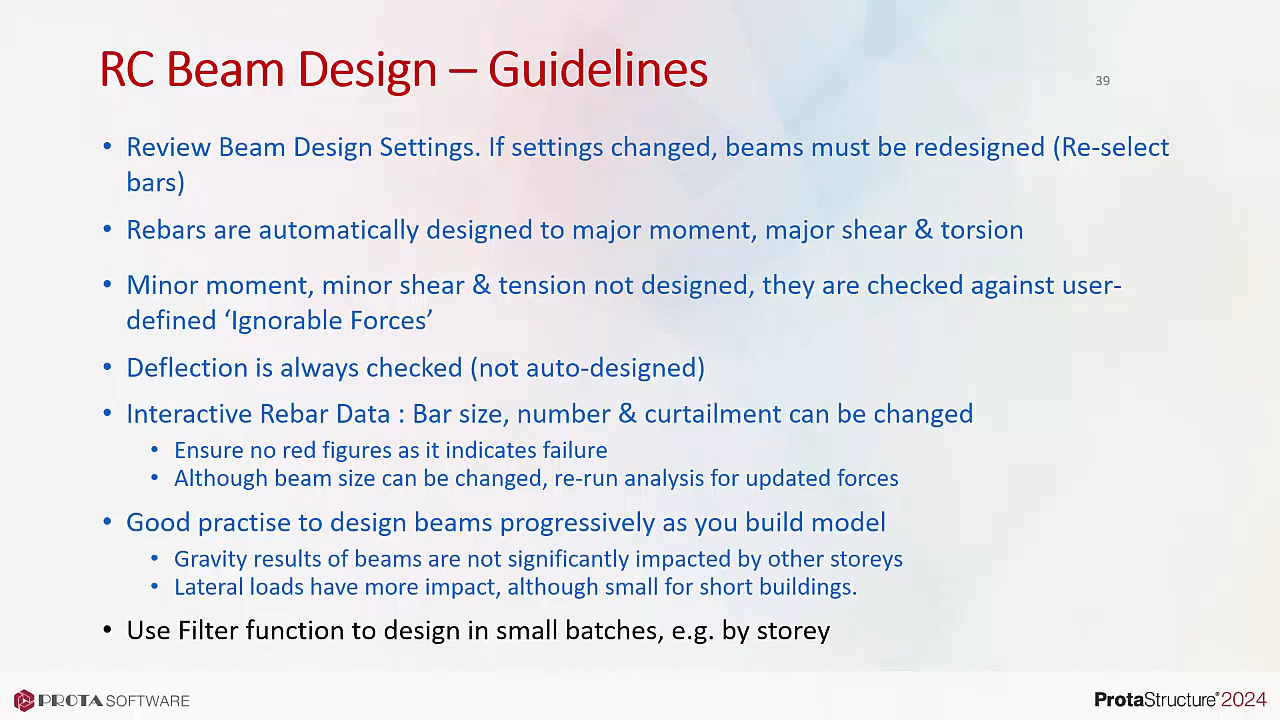 RC Beam Design – Guidelines
39
• Review Beam Design Settings. If settings changed, beams must be redesigned (Re-select
bars)
• Rebars are automatically designed to major moment, major shear & torsion
• Minor moment, minor shear & tension not designed, they are checked against user-
defined ‘Ignorable Forces’
• Deflection is always checked (not auto-designed)
• Interactive Rebar Data : Bar size, number & curtailment can be changed
• Ensure no red figures as it indicates failure
• Although beam size can be changed, re-run analysis for updated forces
• Good practise to design beams progressively as you build model
• Gravity results of beams are not significantly impacted by other storeys
• Lateral loads have more impact, although small for short buildings.
• Use Filter function to design in small batches, e.g. by storey
PROTA SOFTWARE
ProtaStructure® 2024